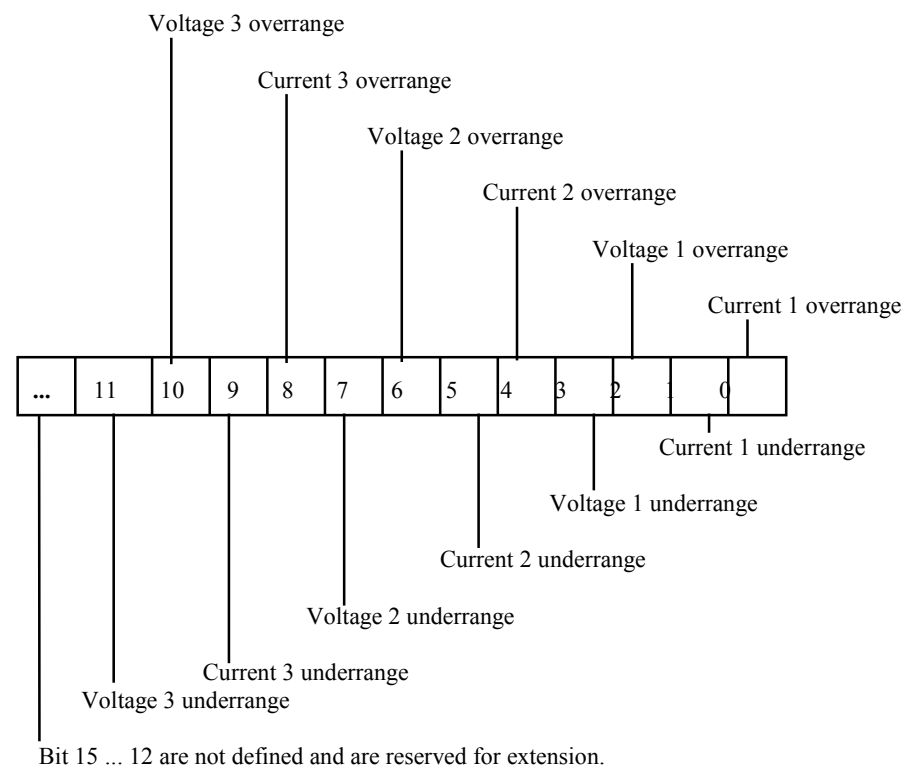 Voltage 3 overrange
Current 3 overrange
Voltage 2 overrange
Current 2 overrange
Voltage 1 overrange
Current 1 overrange
... 11 10 9 8 7 6 5 4 3 2 1 0
Current 1 underrange
Voltage 1 underrange
Current 2 underrange
Voltage 2 underrange
Current 3 underrange
Voltage 3 underrange
Bit 15 ... 12 are not defined and are reserved for extension.